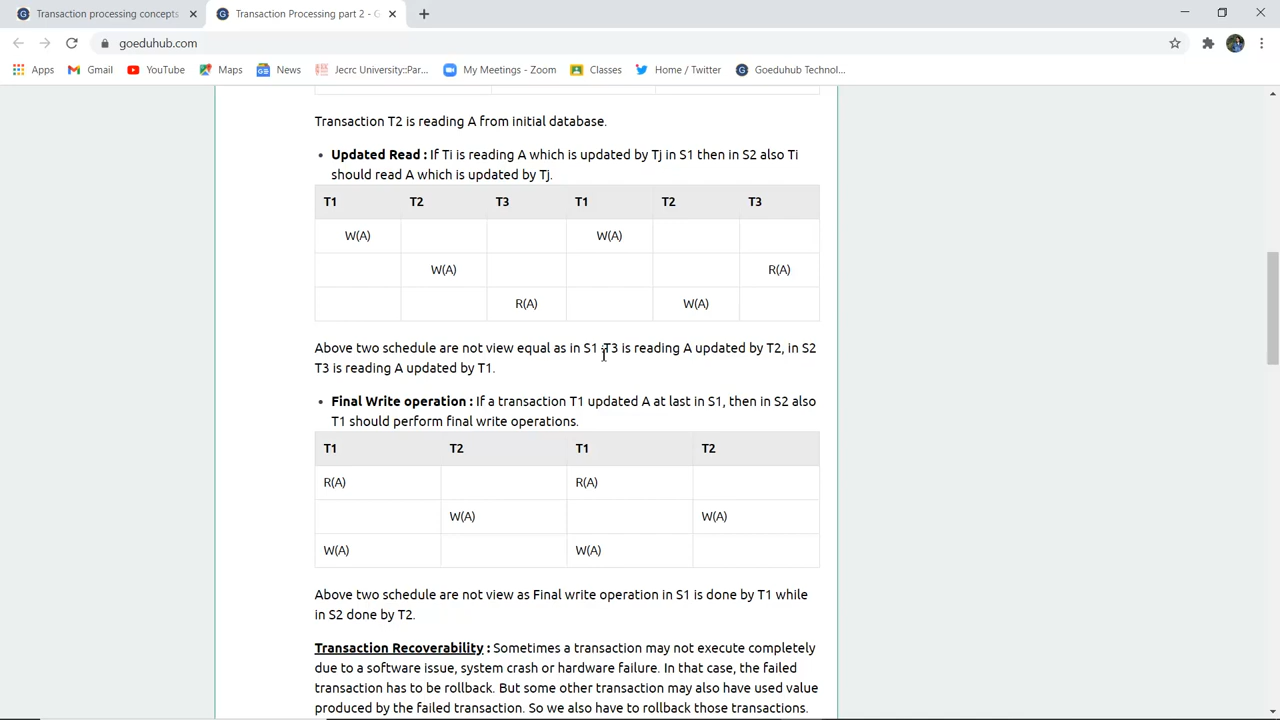 Transaction processing concepts
Transaction Processing part 2 - G
goeduhub.com
Apps Gmail YouTube Maps News Jecrc University::Par... My Meetings - Zoom Classes Home / Twitter Goeduhub Technol...
Transaction T2 is reading A from initial database.
• Updated Read : If Ti is reading A which is updated by Tj in S1 then in S2 also Ti
should read A which is updated by Tj.
T1 T2 T3 T1 T2 T3
W(A) W(A)
W(A) R(A)
R(A) W(A)
Above two schedule are not view equal as in S1 :T3 is reading A updated by T2, in S2
T3 is reading A updated by T1.
• Final Write operation : If a transaction T1 updated A at last in S1, then in S2 also
T1 should perform final write operations.
T1 T2 T1 T2
R(A) R(A)
W(A) W(A)
W(A) W(A)
Above two schedule are not view as Final write operation in S1 is done by T1 while
in S2 done by T2.
Transaction Recoverability : Sometimes a transaction may not execute completely
due to a software issue, system crash or hardware failure. In that case, the failed
transaction has to be rollback. But some other transaction may also have used value
produced by the failed transaction. So we also have to rollback those transactions.